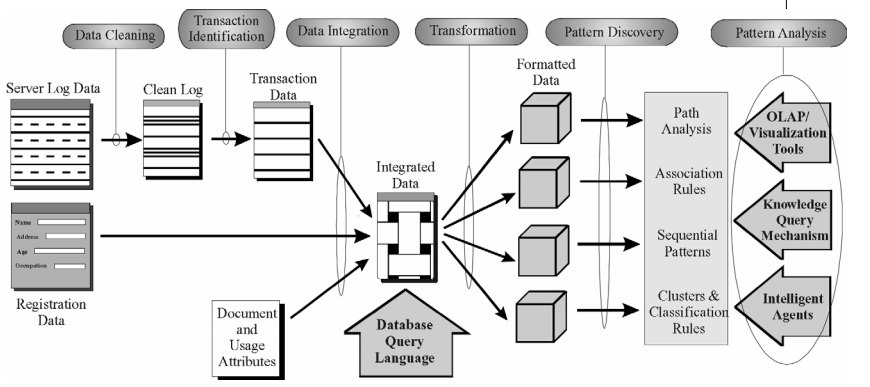 Data Cleaning
Transaction
Identification
Data Integration
Transformation
Pattern Discovery
Pattern Analysis
Server Log Data
Clean Log
Transaction
Data
Formatted
Data
Integrated
Data
Path
Analysis
Association
Rules
Sequential
Patterns
Clusters &
Classification
Rules
OLAP/
Visualization
Tools
Knowledge
Query
Mechanism
Intelligent
Agents
Name
Address
Age
Occupation
Registration
Data
Document
and
Usage
Attributes
Database
Query
Language